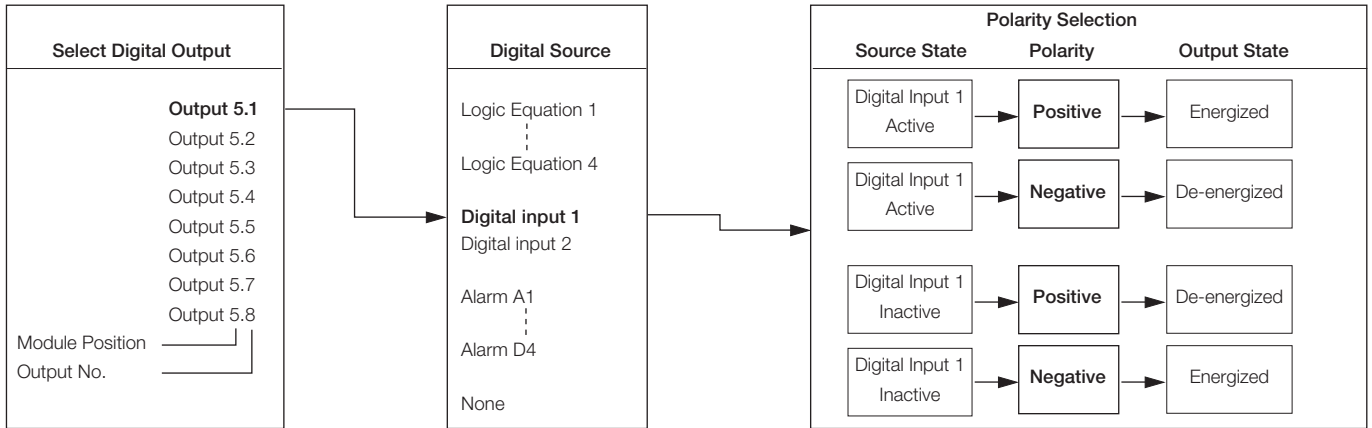 Select Digital Output
Output 5.1
Output 5.2
Output 5.3
Output 5.4
Output 5.5
Output 5.6
Output 5.7
Output 5.8
Module Position
Output No.
Digital Source
Logic Equation 1
Logic Equation 4
Digital input 1
Digital input 2
Alarm A1
Alarm D4
None
Polarity Selection
Source State Polarity Output State
Digital Input 1
Active
Positive
Energized
Digital Input 1
Active
Negative
De-energized
Digital Input 1
Inactive
Positive
De-energized
Digital Input 1
Inactive
Negative
Energized